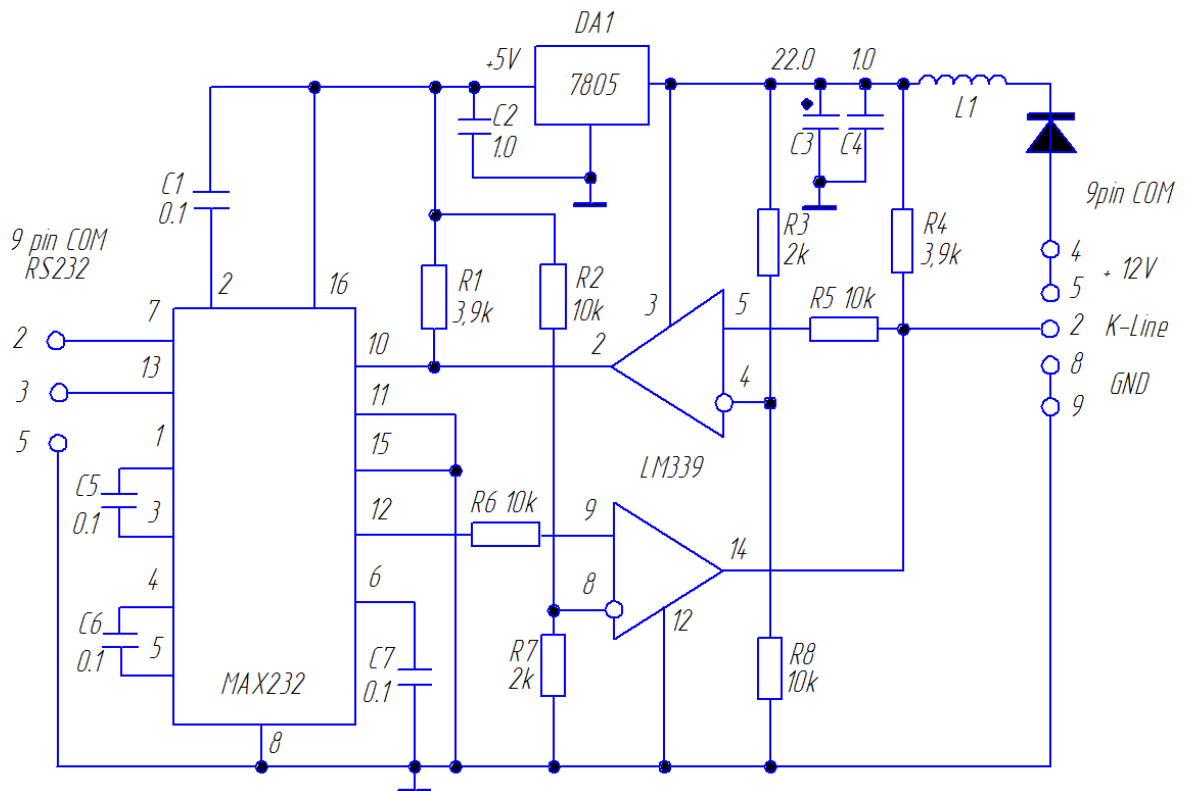 DA1
+5V
7805
22.0
1.0
C2
1.0
L1
C3
C4
C1
0.1
9 pin COM
RS232
9pin COM
R3
2k
R4
3,9k
4
+ 12V
5
2
16
R1
3,9k
R2
10k
3
5
R5 10k
7
2
10
2
2
K-Line
13
3
11
4
8
GND
9
1
5
15
LM339
C5
0.1
3
12
R6 10k
9
14
4
6
8
12
C6
0.1
5
C7
0.1
R7
2k
R8
10k
MAX232
8